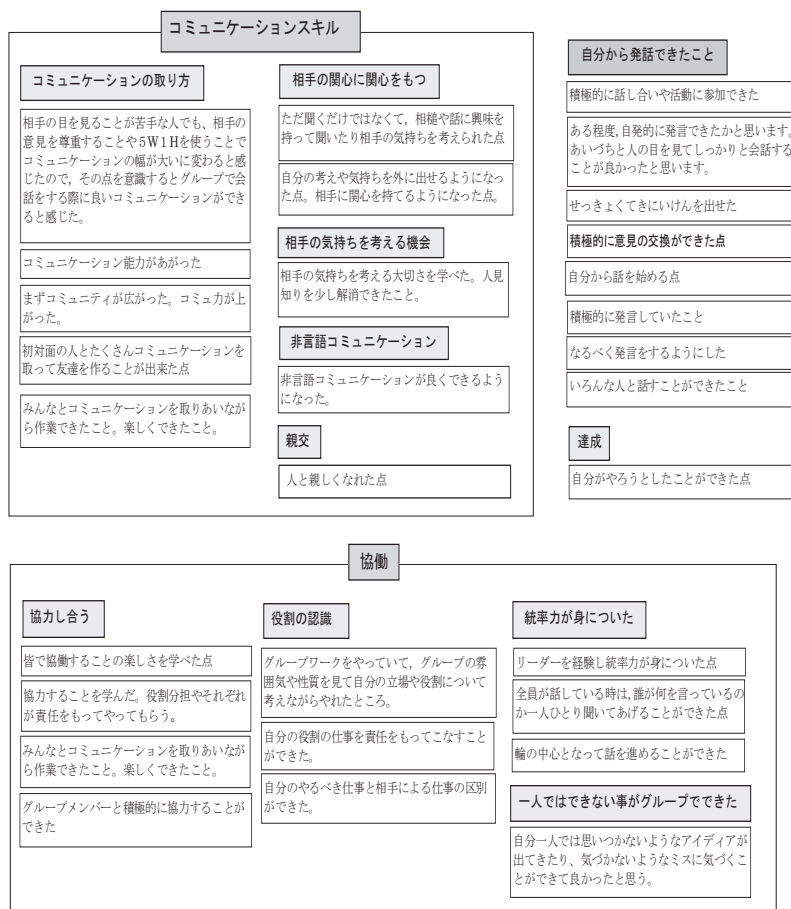 コミュニケーションスキル
コミュニケーションの取り方
相手の目を見ることが苦手な人でも、相手の
意見を尊重することや5W1Hを使うことで
コミュニケーションの幅が大いに変わると感
じたので，その点を意識するとグループで会
話をする際に良いコミュニケーションができ
ると感じた。
コミュニケーション能力があがった
まずコミュニティが広がった。コミュ力が上
がった。
初対面の人とたくさんコミュニケーションを
取って友達を作ることが出来た点
みんなとコミュニケーションを取りあいなが
ら作業できたこと。楽しくできたこと。
相手の関心に関心をもつ
ただ聞くだけではなくて，相槌や話に興味を
持って聞いたり相手の気持ちを考えられた点
自分の考えや気持ちを外に出せるようになっ
た点。相手に関心を持てるようになった点。
相手の気持ちを考える機会
相手の気持ちを考える大切さを学べた。人見
知りを少し解消できたこと。
非言語コミュニケーション
非言語コミュニケーションが良くできるよう
になった。
親交
人と親しくなれた点
自分から発話できたこと
積極的に話し合いや活動に参加できた
ある程度，自発的に発言できたかと思います。
あいづちと人の目を見てしっかりと会話する
ことが良かったと思います。
せっきょくてきにいけんを出せた
積極的に意見の交換ができた点
自分から話を始める点
積極的に発言していたこと
なるべく発言をするようにした
いろんな人と話すことができたこと
達成
自分がやろうとしたことができた点
協働
協力し合う
皆で協働することの楽しさを学べた点
協力することを学んだ。役割分担やそれぞれ
が責任をもってやってもらう。
みんなとコミュニケーションを取りあいなが
ら作業できたこと。楽しくできたこと。
グループメンバーと積極的に協力することが
できた
役割の認識
グループワークをやっていて，グループの雰
囲気や性質を見て自分の立場や役割について
考えながらやれたところ。
自分の役割の仕事を責任をもってこなすこと
ができた。
自分のやるべき仕事と相手による仕事の区別
ができた。
統率力が身についた
リーダーを経験し統率力が身についた点
全員が話している時は，誰が何を言っているの
か一人ひとり聞いてあげることができた点
輪の中心となって話を進めることができた
一人ではできない事がグループでできた
自分一人では思いつかないようなアイディアが
出てきたり、気づかないようなミスに気づくこ
とができて良かったと思う。